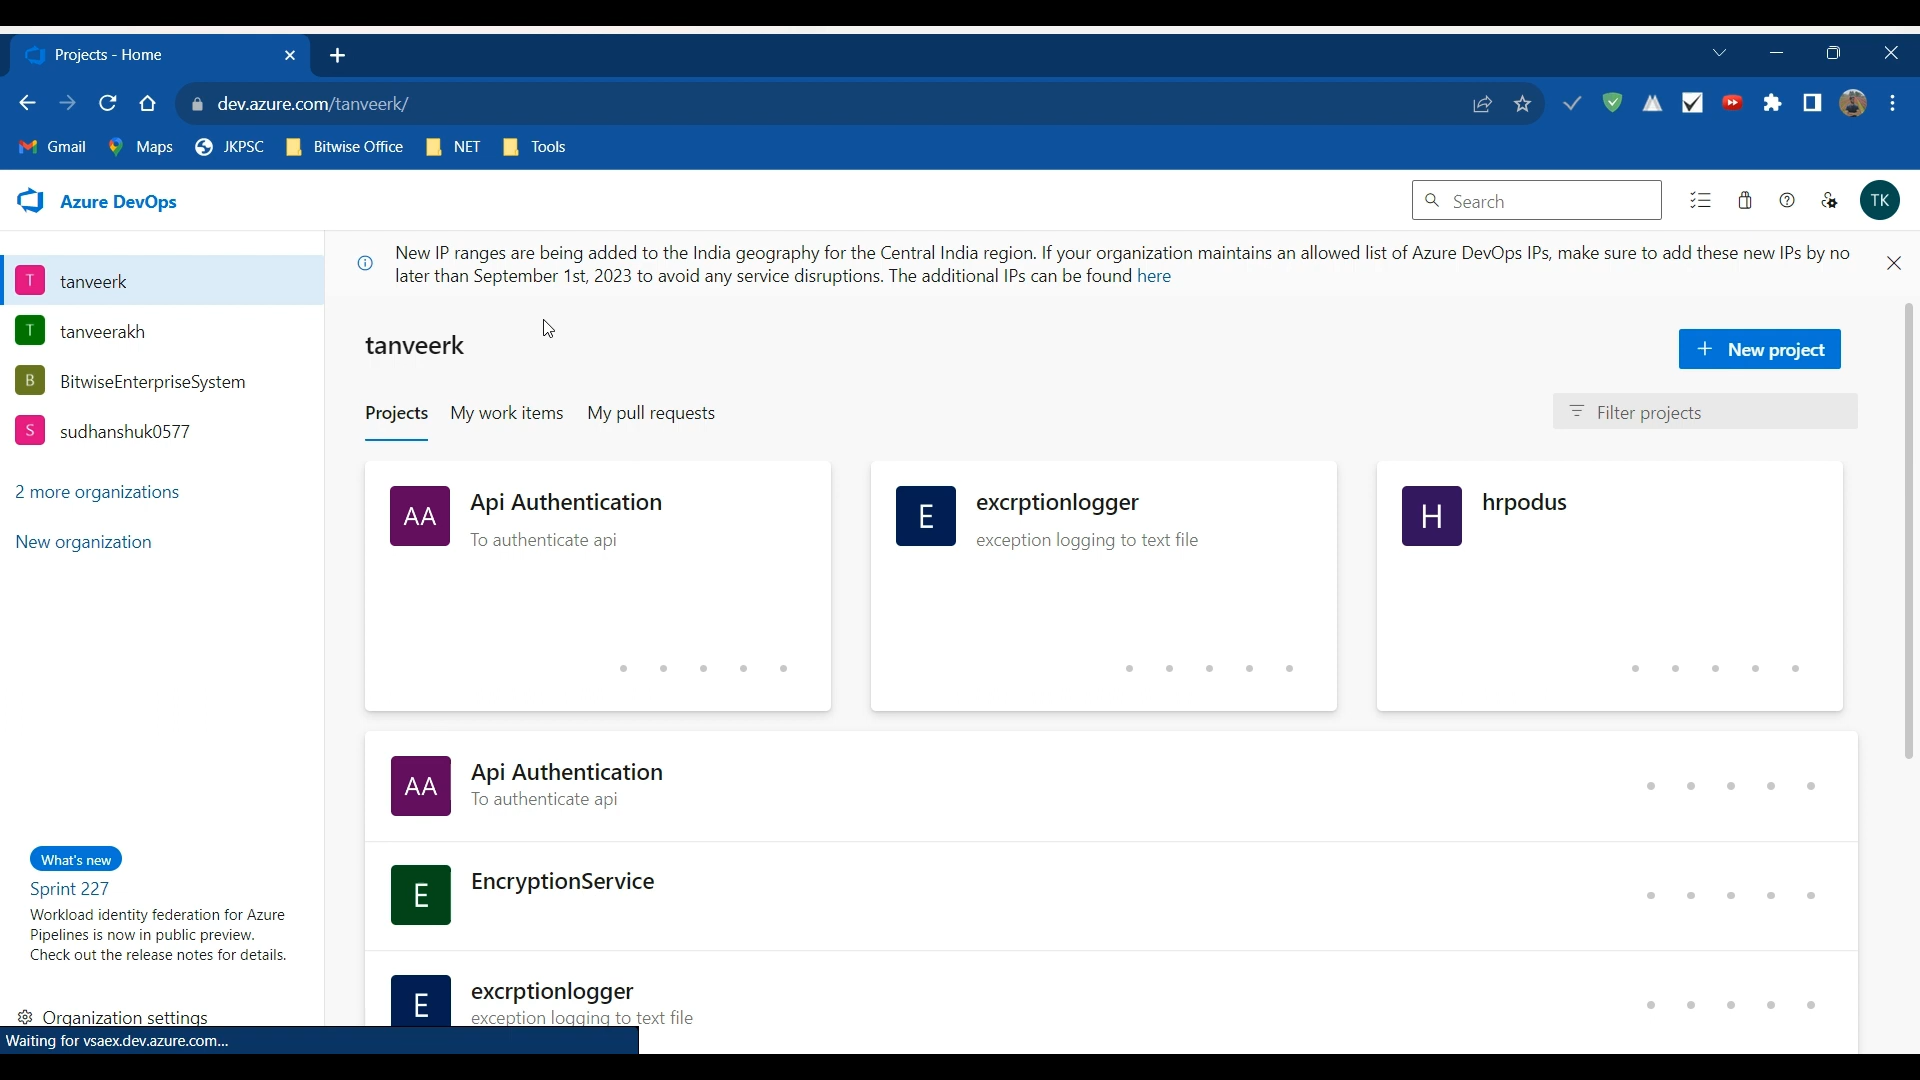 Projects - Home
dev.azure.com/tanveerk/
Gmail Maps JKPSC Bitwise Office NET Tools
Azure DevOps
Search
TK
New IP ranges are being added to the India geography for the Central India region. If your organization maintains an allowed list of Azure DevOps IPs, make sure to add these new IPs by no
later than September 1st, 2023 to avoid any service disruptions. The additional IPs can be found here
T tanveerk
T tanveerakh
B BitwiseEnterpriseSystem
S sudhanshuk0577
2 more organizations
New organization
What's new
Sprint 227
Workload identity federation for Azure
Pipelines is now in public preview.
Check out the release notes for details.
Organization settings
Waiting for vsaex.dev.azure.com...
tanveerk
+ New project
Projects My work items My pull requests
Filter projects
AA Api Authentication
To authenticate api
E excrptionlogger
exception logging to text file
H hrpodus
AA Api Authentication
To authenticate api
E EncryptionService
E excrptionlogger
exception logging to text file